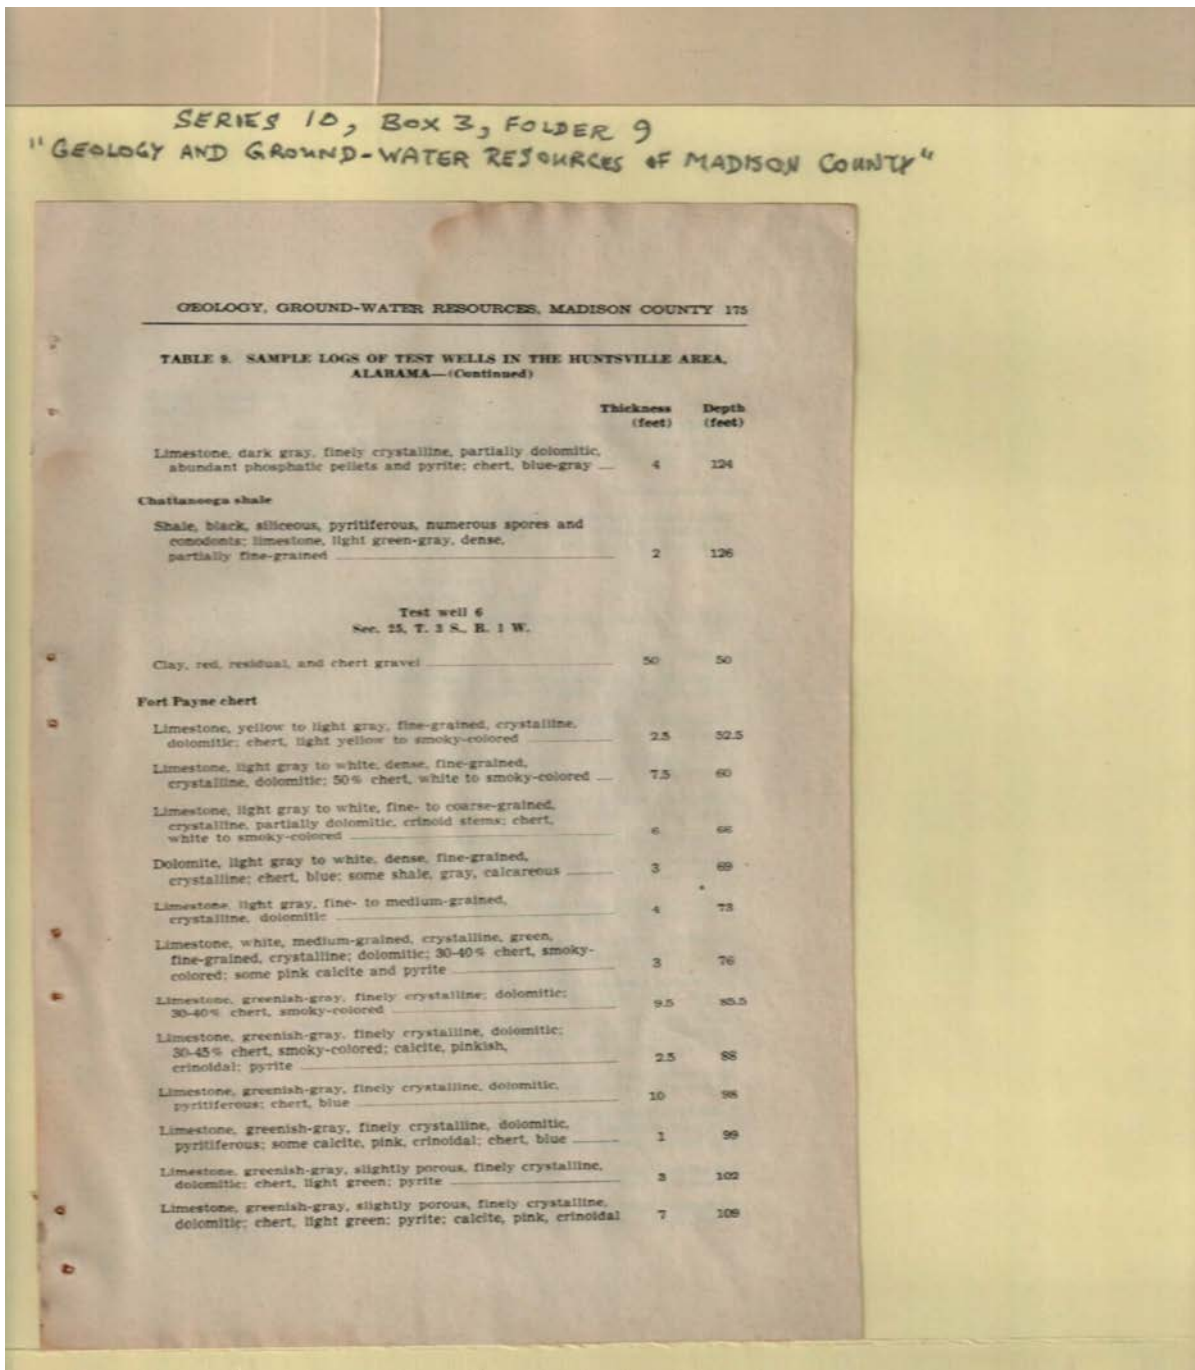 SERIES 10, BOX 3, FOLDER 9
"GEOLOGY AND GROUND-WATER RESOURCES OF MADISON COUNTY"
GEOLOGY, GROUND-WATER RESOURCES, MADISON COUNTY 175
TABLE 9. SAMPLE LOGS OF TEST WELLS IN THE HUNTSVILLE AREA,
ALABAMA—(Continued)
Thickness Depth
(feet) (feet)
Limestone, dark gray, finely crystalline, partially dolomitic,
abundant phosphatic pellets and pyrite; chert, blue-gray 4 124
Chattanooga shale
Shale, black, siliceous, pyritiferous, numerous spores and
conodonts; limestone, light green-gray, dense,
partially fine-grained 2 126
Test well 6
Sec. 25, T. 3 S., R. 1 W.
Clay, red, residual, and chert gravel 50 50
Fort Payne chert
Limestone, yellow to light gray, fine-grained, crystalline,
dolomitic; chert, light yellow to smoky-colored 2.5 52.5
Limestone, light gray to white, dense, fine-grained,
crystalline, dolomitic; 50% chert, white to smoky-colored 7.5 60
Limestone, light gray to white, fine- to coarse-grained,
crystalline, partially dolomitic, crinoid stems; chert,
white to smoky-colored 6 66
Dolomite, light gray to white, dense, fine-grained,
crystalline; chert, blue; some shale, gray, calcareous 3 69
Limestone, light gray, fine- to medium-grained,
crystalline, dolomitic 4 73
Limestone, white, medium-grained, crystalline, green,
fine-grained, crystalline; dolomitic; 30-40% chert, smoky-
colored; some pink calcite and pyrite 3 76
Limestone, greenish-gray, finely crystalline; dolomitic;
30-40% chert, smoky-colored 9.5 85.5
Limestone, greenish-gray, finely crystalline, dolomitic;
30-45% chert, smoky-colored; calcite, pinkish,
crinoidal; pyrite 2.5 88
Limestone, greenish-gray, finely crystalline, dolomitic,
pyritiferous; chert, blue 10 98
Limestone, greenish-gray, finely crystalline, dolomitic,
pyritiferous; some calcite, pink, crinoidal; chert, blue 1 99
Limestone, greenish-gray, slightly porous, finely crystalline,
dolomitic; chert, light green; pyrite 3 102
Limestone, greenish-gray, slightly porous, finely crystalline,
dolomitic; chert, light green; pyrite; calcite, pink, crinoidal 7 109